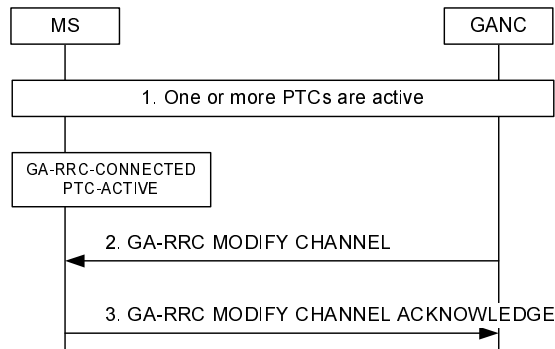 MS
GANC
1. One or more PTCs are active
GA-RRC-CONNECTED
PTC-ACTIVE
2. GA-RRC MODIFY CHANNEL
3. GA-RRC MODIFY CHANNEL ACKNOWLEDGE